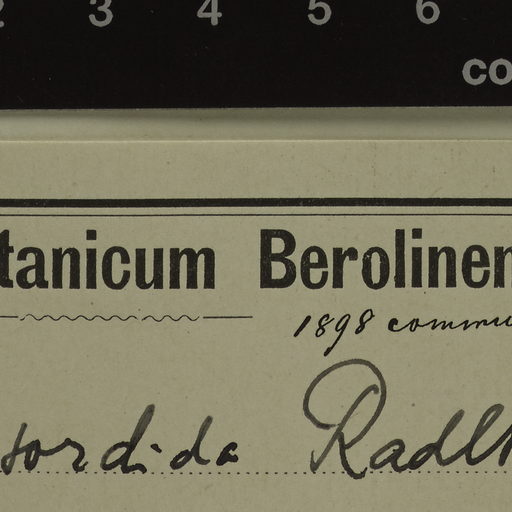 3 4 5 6
co
tanicum Berolinen
1898 commu
sordida Radlk